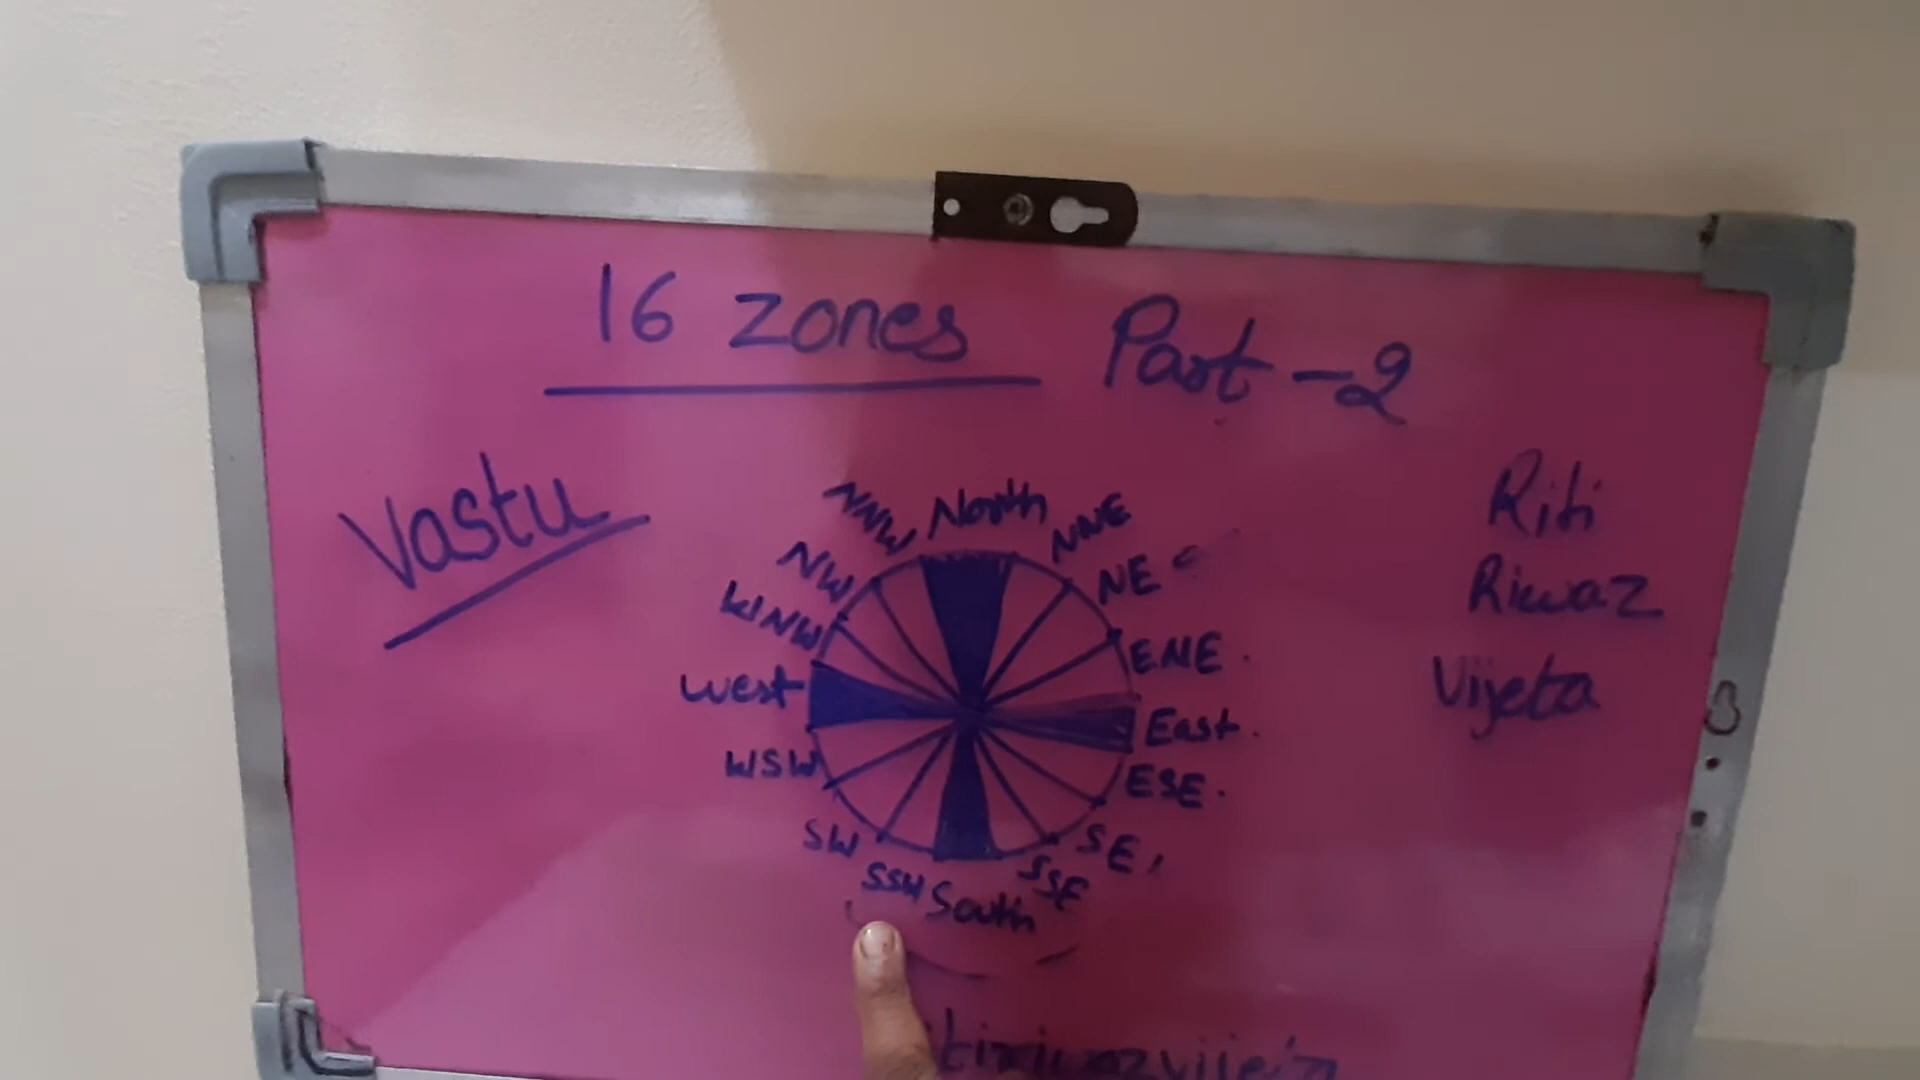 16 zones Part-2
Vastu
North
NNW
NNE
NW
NE
WNW
ENE
West
East
WSW
ESE
SW
SE
SSW
SSE
South
Riti
Riwaz
Vijeta